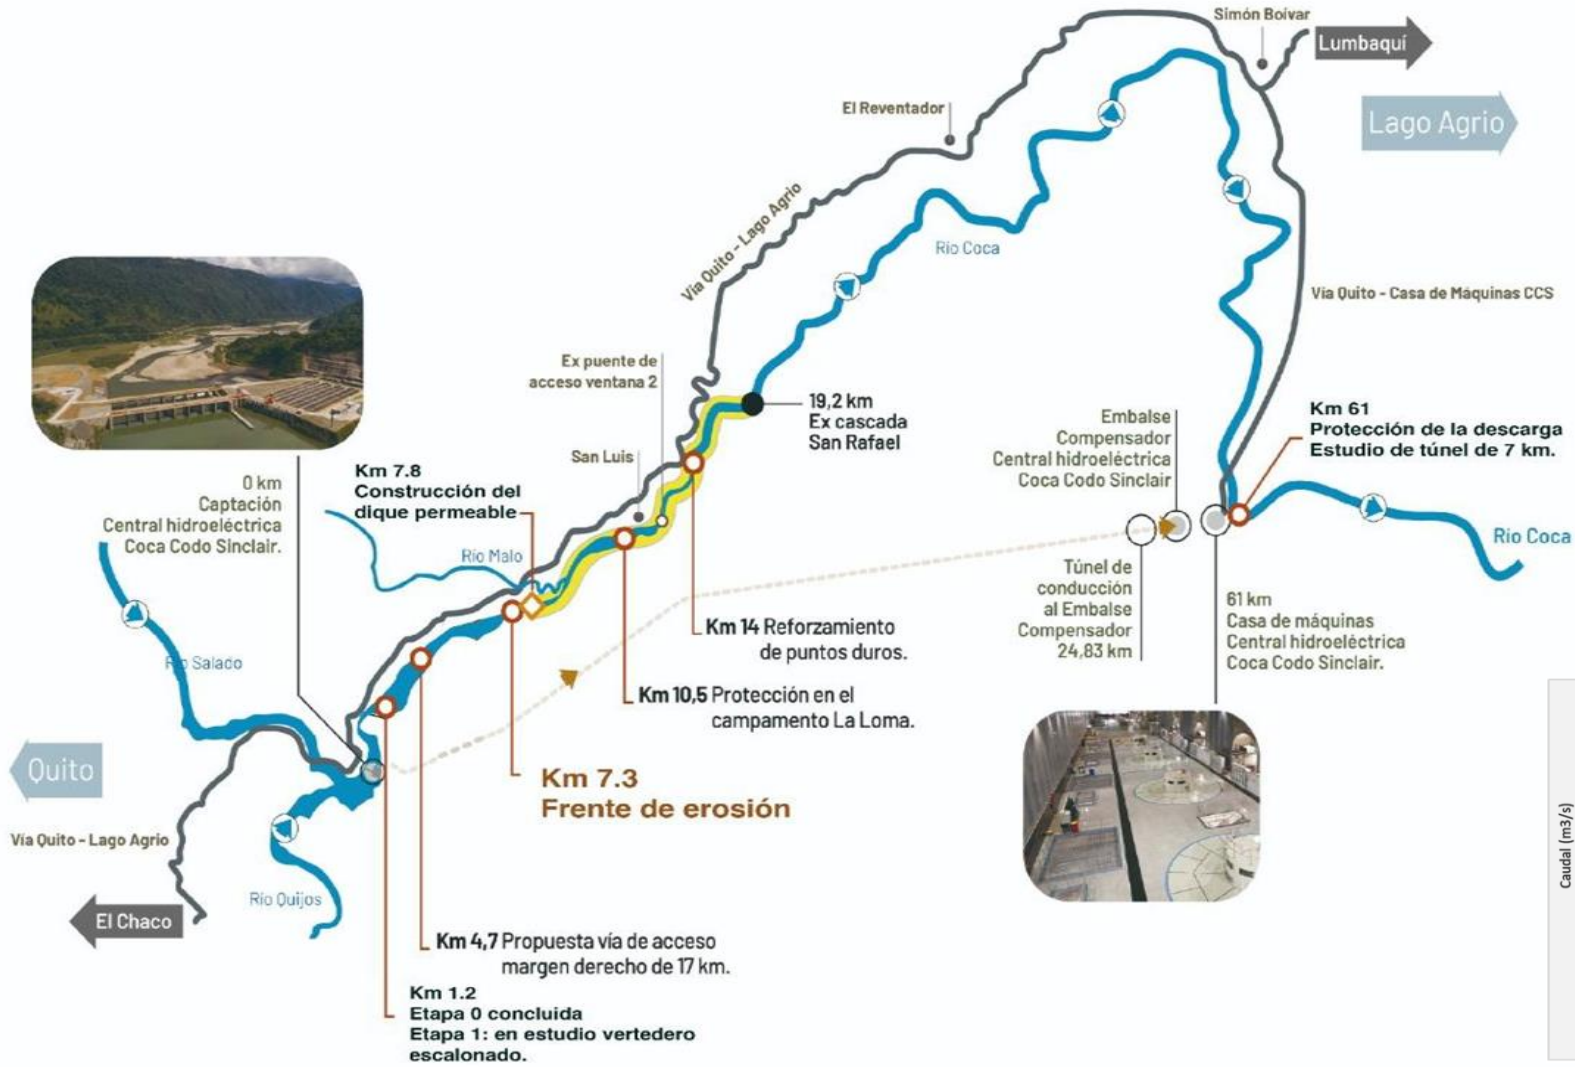 Simón Boívar
Lumbaquí
El Reventador
Lago Agrio
Vía Quito - Lago Agrio
Río Coca
Vía Quito - Casa de Máquinas CCS
Ex puente de
acceso ventana 2
19,2 km
Ex cascada
San Rafael
Embalse
Compensador
Central hidroeléctrica
Coca Codo Sinclair
Km 61
Protección de la descarga
Estudio de túnel de 7 km.
San Luis
Km 7.8
Construcción del
dique permeable
0 km
Captación
Central hidroeléctrica
Coca Codo Sinclair.
Río Malo
Río Coca
Túnel de
conducción
al Embalse
Compensador
24,83 km
61 km
Casa de máquinas
Central hidroeléctrica
Coca Codo Sinclair.
Km 14 Reforzamiento
de puntos duros.
Río Salado
Km 10,5 Protección en el
campamento La Loma.
Quito
Km 7.3
Frente de erosión
Vía Quito - Lago Agrio
Río Quijos
El Chaco
Km 4,7 Propuesta vía de acceso
margen derecho de 17 km.
Km 1.2
Etapa 0 concluida
Etapa 1: en estudio vertedero
escalonado.
Caudal (m3/s)